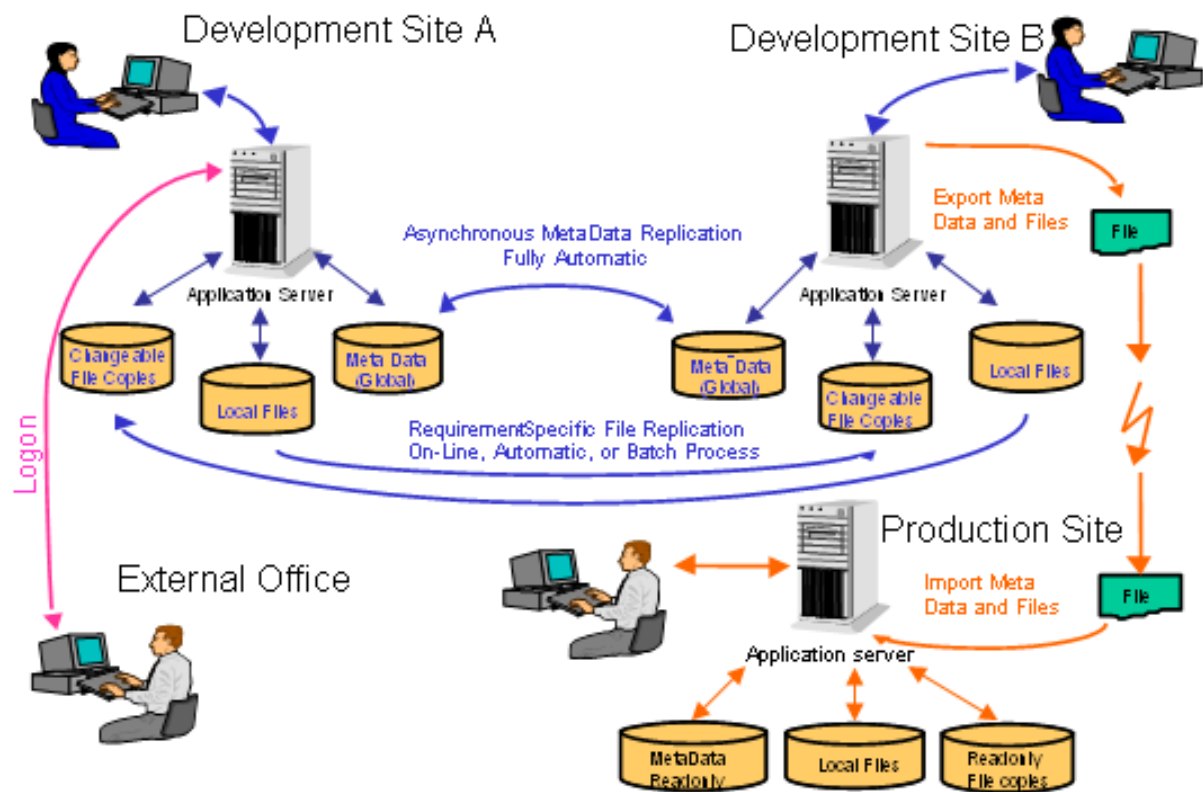 Development Site A
Development Site B
Export Meta
Data and Files
File
Asynchronous MetaData Replication
Fully Automatic
Application Server
Application Server
Changeable
File Copies
Local Files
Meta Data
(Global)
Meta Data
(Global)
Changeable
File Copies
Local Files
RequirementSpecific File Replication
On-Line, Automatic, or Batch Process
Logon
External Office
Production Site
Import Meta
Data and Files
File
Application server
MetaData
Readonly
Local Files
Readonly
File copies